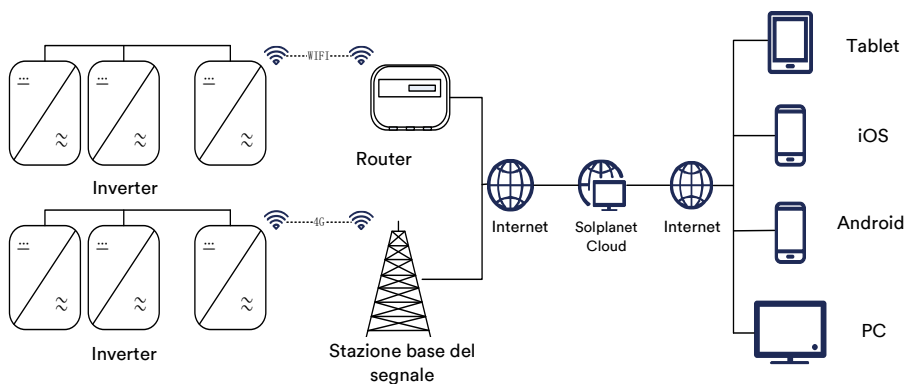 WIFI
Router
Inverter
4G
Inverter
Stazione base del
segnale
Internet
Solplanet
Cloud
Internet
Tablet
iOS
Android
PC